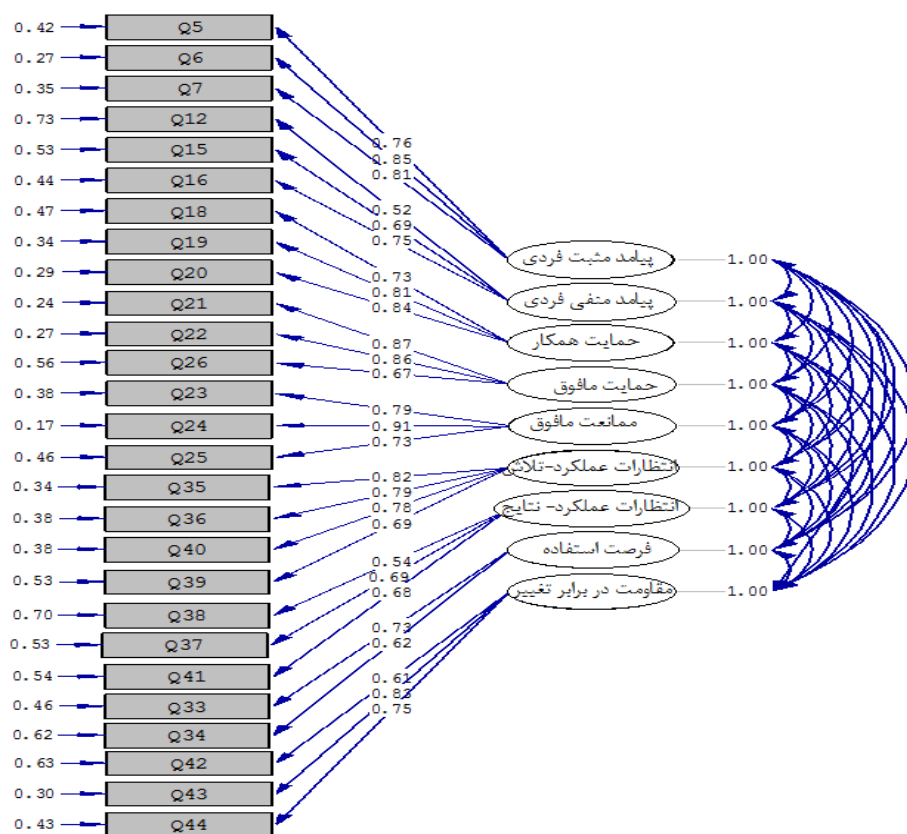 0.42 Q5
0.27 Q6
0.35 Q7
0.73 Q12
0.53 Q15
0.44 Q16
0.47 Q18
0.34 Q19
0.29 Q20
0.24 Q21
0.27 Q22
0.56 Q26
0.38 Q23
0.17 Q24
0.46 Q25
0.34 Q35
0.38 Q36
0.38 Q40
0.53 Q39
0.70 Q38
0.53 Q37
0.54 Q41
0.46 Q33
0.62 Q34
0.63 Q42
0.30 Q43
0.43 Q44
0.76
0.85
0.81
0.52
0.69
0.75
0.73
0.81
0.84
0.87
0.86
0.67
0.79
0.91
0.73
0.82
0.79
0.78
0.69
0.54
0.69
0.68
0.73
0.62
0.61
0.83
0.75
پیامد مثبت فردی 1.00
پیامد منفی فردی 1.00
حمایت همکار 1.00
حمایت مافوق 1.00
ممانعت مافوق 1.00
انتظارات عملکرد-تلاش 1.00
انتظارات عملکرد- نتایج 1.00
فرصت استفاده 1.00
مقاومت در برابر تغییر 1.00